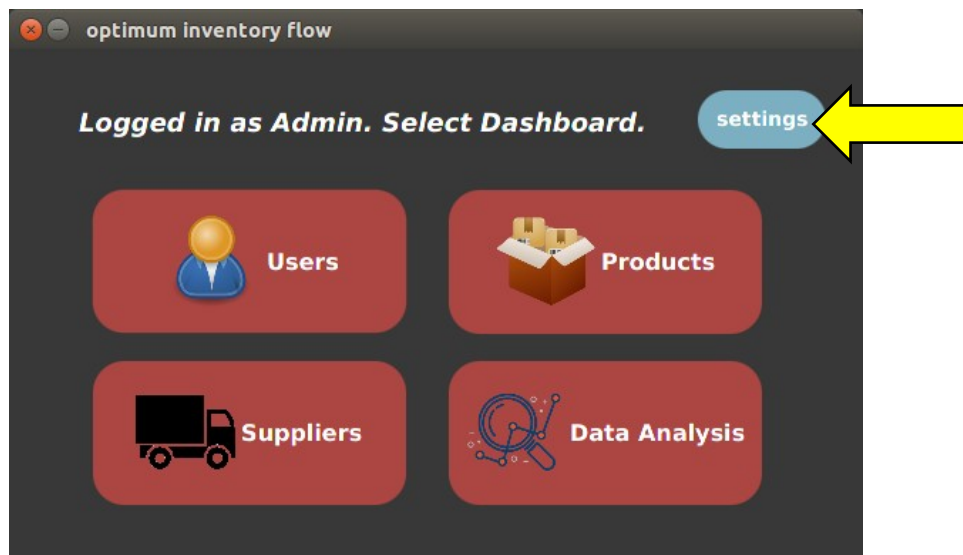 optimum inventory flow
Logged in as Admin. Select Dashboard.
settings
Users
Products
Suppliers
Data Analysis